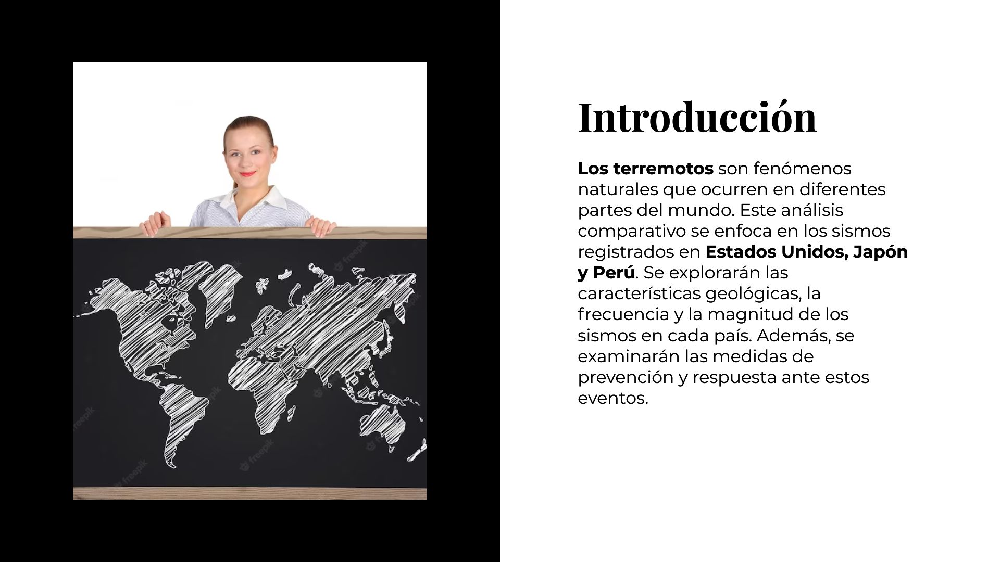 Introducción
Los terremotos son fenómenos
naturales que ocurren en diferentes
partes del mundo. Este análisis
comparativo se enfoca en los sismos
registrados en Estados Unidos, Japón
y Perú. Se explorarán las
características geológicas, la
frecuencia y la magnitud de los
sismos en cada país. Además, se
examinarán las medidas de
prevención y respuesta ante estos
eventos.
freepik
freepik
freepik